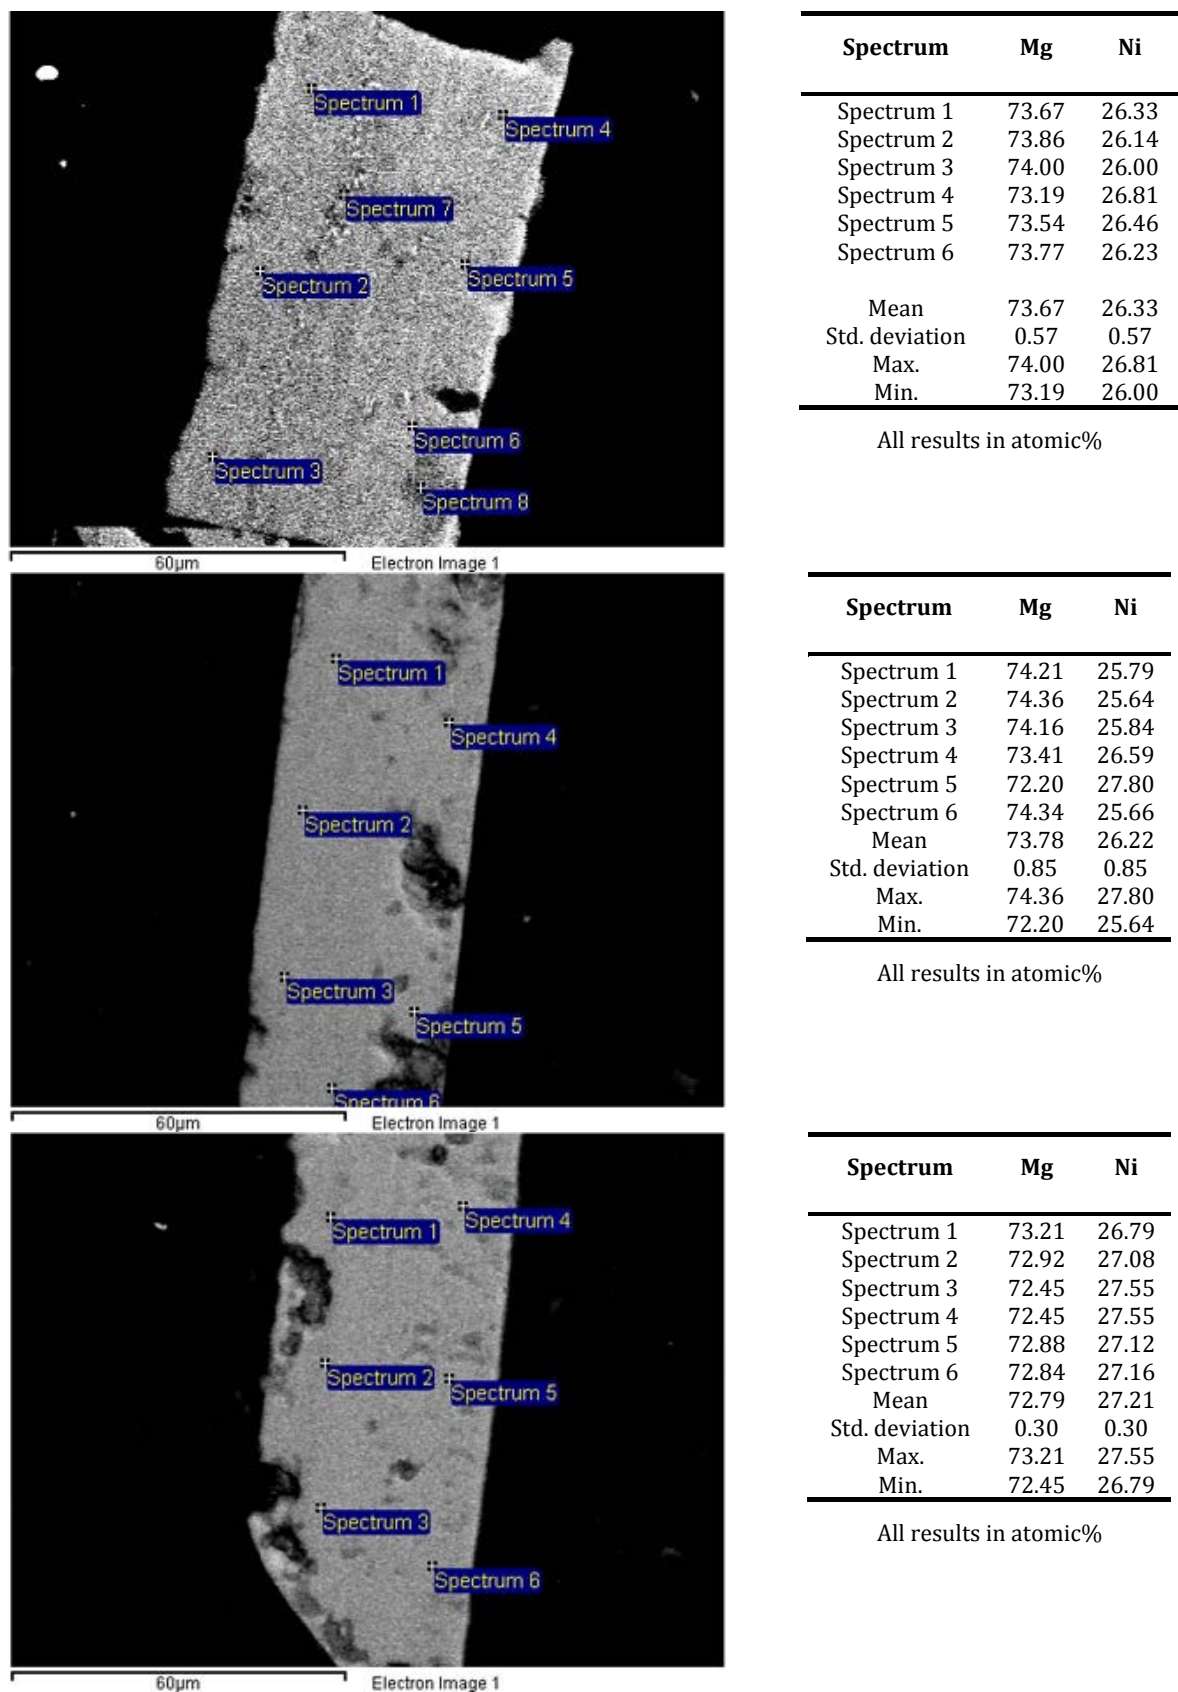 Spectrum 1
Spectrum 4
Spectrum 7
Spectrum 2
Spectrum 5
Spectrum 6
Spectrum 3
Spectrum 8
60µm Electron Image 1
Spectrum Mg Ni
Spectrum 1 73.67 26.33
Spectrum 2 73.86 26.14
Spectrum 3 74.00 26.00
Spectrum 4 73.19 26.81
Spectrum 5 73.54 26.46
Spectrum 6 73.77 26.23
Mean 73.67 26.33
Std. deviation 0.57 0.57
Max. 74.00 26.81
Min. 73.19 26.00
All results in atomic%
Spectrum 1
Spectrum 4
Spectrum 2
Spectrum 3
Spectrum 5
Spectrum 6
60µm Electron Image 1
Spectrum Mg Ni
Spectrum 1 74.21 25.79
Spectrum 2 74.36 25.64
Spectrum 3 74.16 25.84
Spectrum 4 73.41 26.59
Spectrum 5 72.20 27.80
Spectrum 6 74.34 25.66
Mean 73.78 26.22
Std. deviation 0.85 0.85
Max. 74.36 27.80
Min. 72.20 25.64
All results in atomic%
Spectrum 1
Spectrum 4
Spectrum 2
Spectrum 5
Spectrum 3
Spectrum 6
60µm Electron Image 1
Spectrum Mg Ni
Spectrum 1 73.21 26.79
Spectrum 2 72.92 27.08
Spectrum 3 72.45 27.55
Spectrum 4 72.45 27.55
Spectrum 5 72.88 27.12
Spectrum 6 72.84 27.16
Mean 72.79 27.21
Std. deviation 0.30 0.30
Max. 73.21 27.55
Min. 72.45 26.79
All results in atomic%